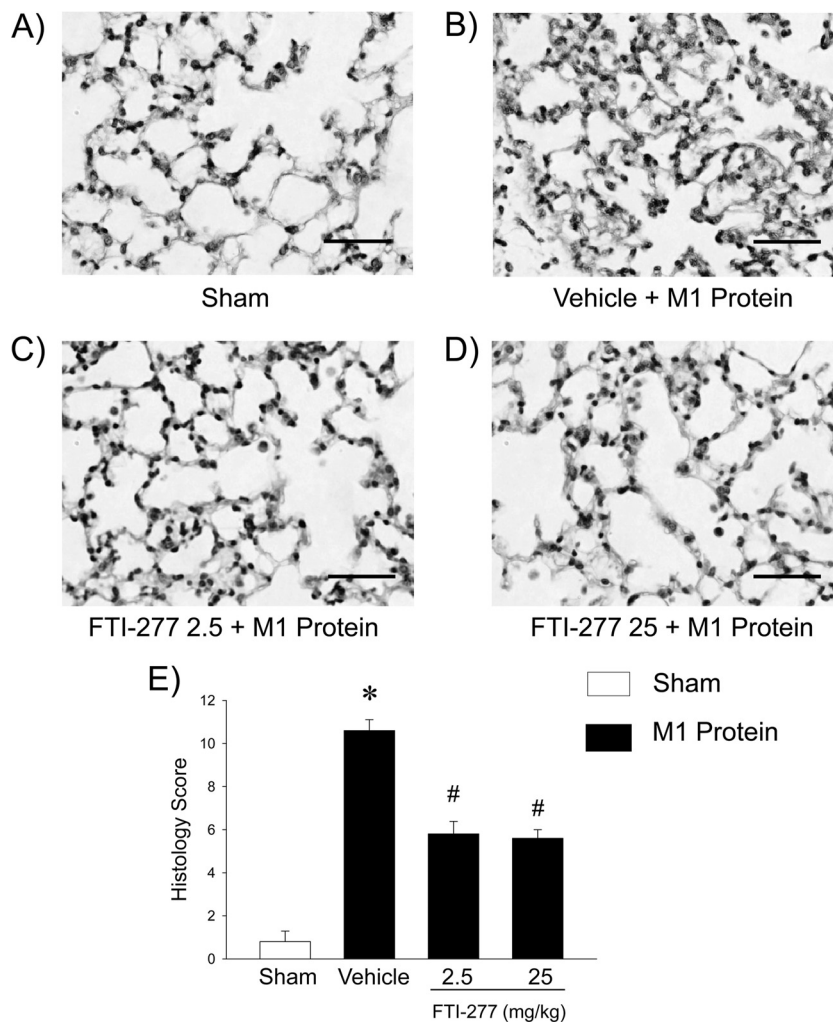 A)
B)
Sham
Vehicle + M1 Protein
C)
D)
FTI-277 2.5 + M1 Protein
FTI-277 25 + M1 Protein
E)
Sham
M1 Protein
Histology Score
12
10
8
6
4
2
0
*
#
#
Sham
Vehicle
2.5
25
FTI-277 (mg/kg)